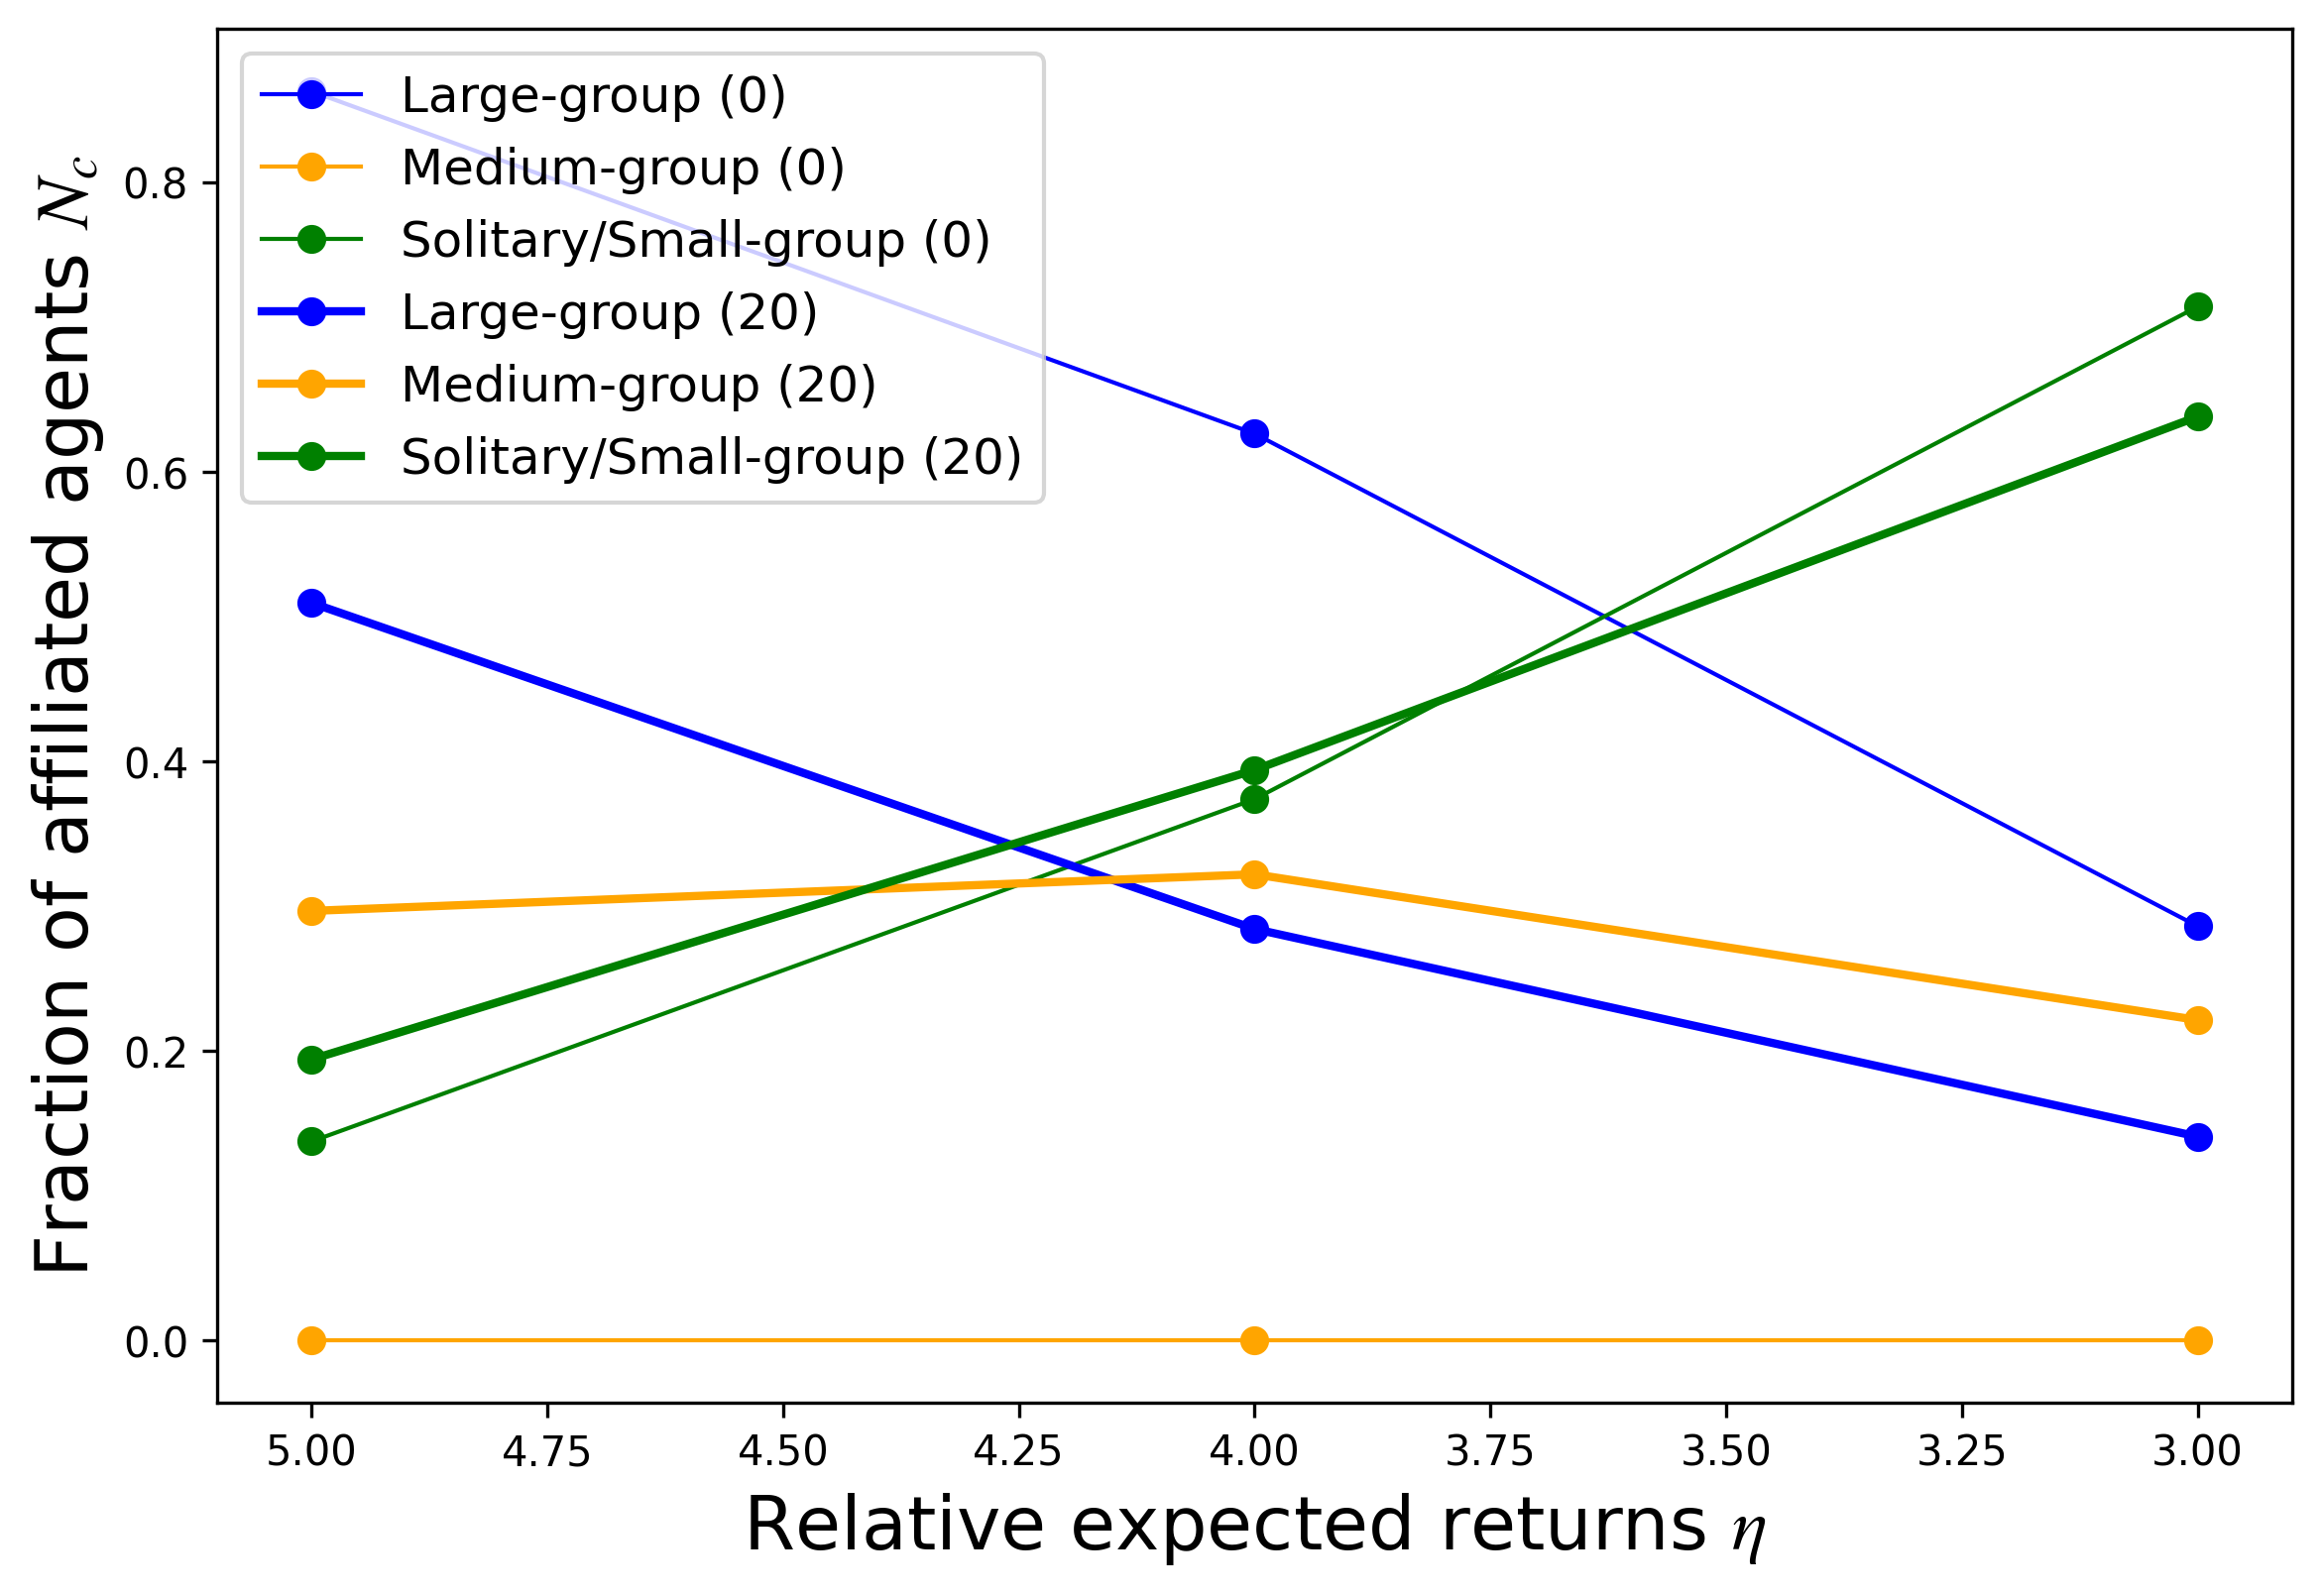 Large-group (0)
Medium-group (0)
Solitary/Small-group (0)
Large-group (20)
Medium-group (20)
Solitary/Small-group (20)
Fraction of affiliated agents N_c
0.8
0.6
0.4
0.2
0.0
5.00 4.75 4.50 4.25 4.00 3.75 3.50 3.25 3.00
Relative expected returns η